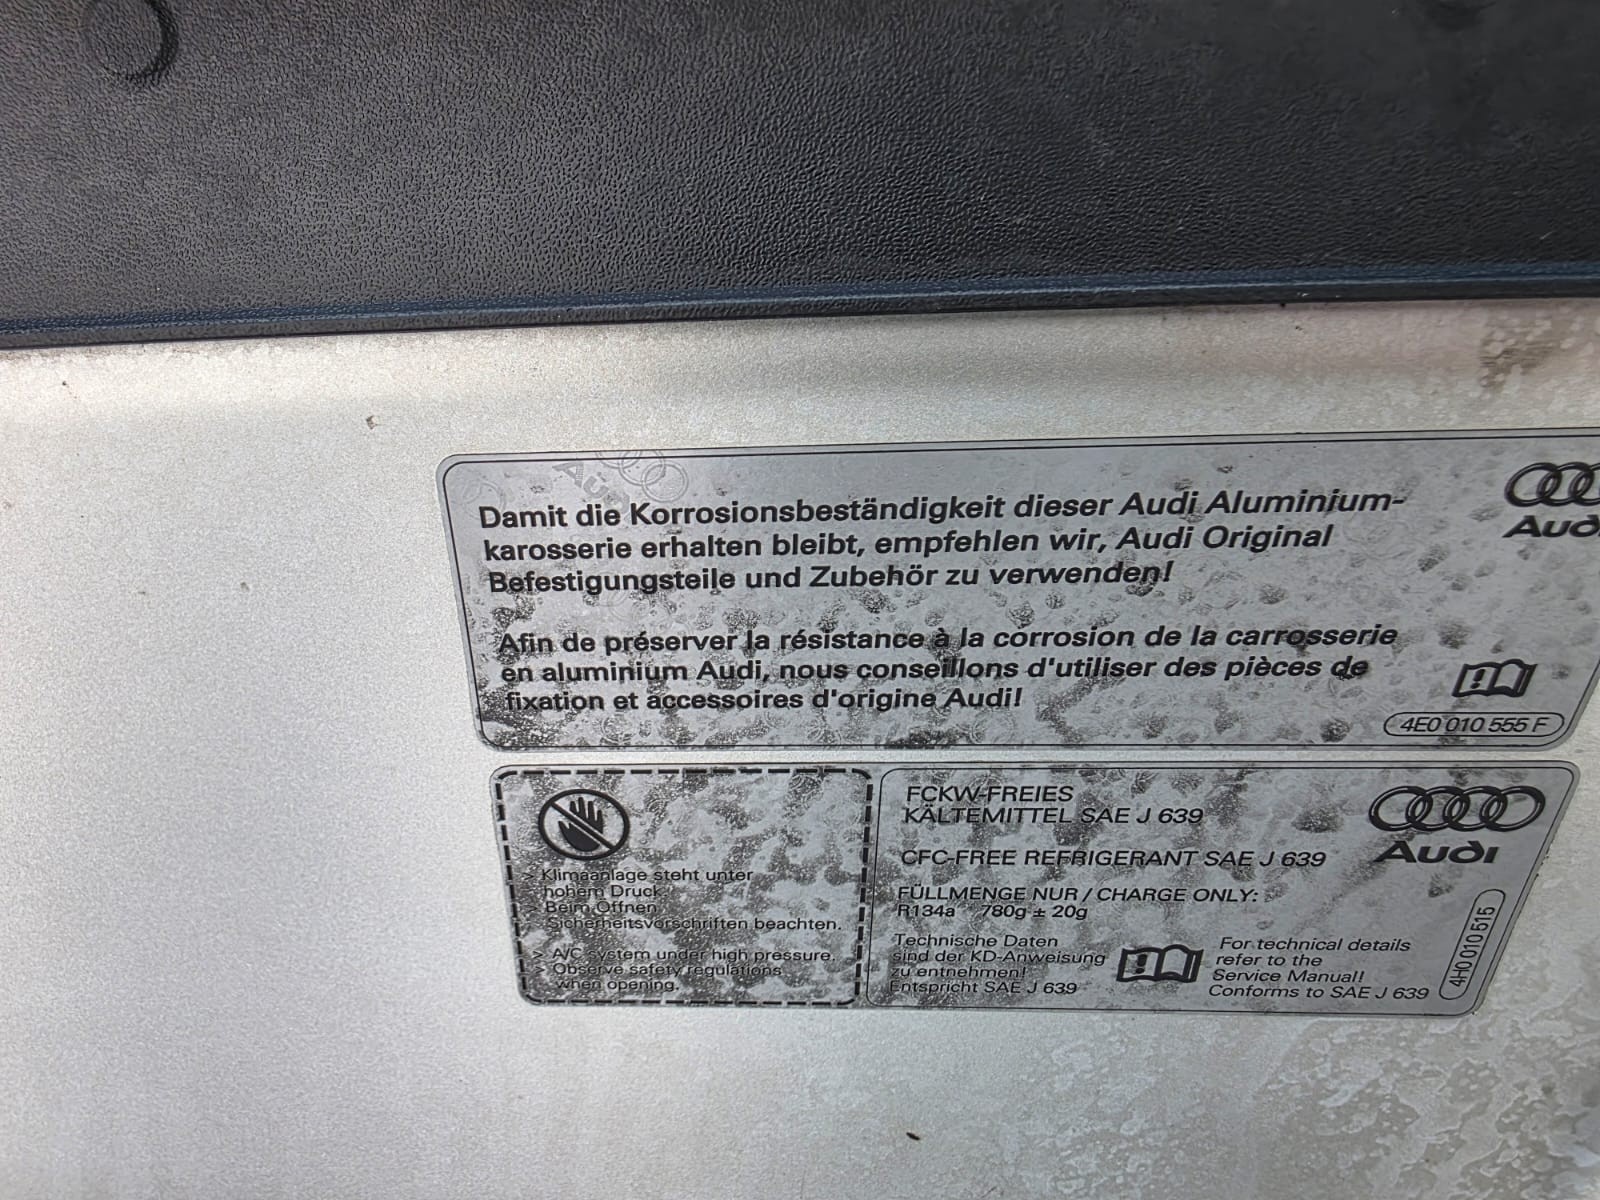 Audi
Damit die Korrosionsbeständigkeit dieser Audi Aluminium-
karosserie erhalten bleibt, empfehlen wir, Audi Original
Befestigungsteile und Zubehör zu verwenden!
Audi
Afin de préserver la résistance à la corrosion de la carrosserie
en aluminium Audi, nous conseillons d'utiliser des pièces de
fixation et accessoires d'origine Audi!
4E0 010 555 F
> Klimaanlage steht unter
hohem Druck
> Beim Öffnen
Sicherheitsvorschriften beachten.
> A/C system under high pressure.
> Observe safety regulations
when opening.
FCKW-FREIES
KÄLTEMITTEL SAE J 639
CFC-FREE REFRIGERANT SAE J 639
FÜLLMENGE NUR / CHARGE ONLY:
R134a 780g ± 20g
Technische Daten
sind der KD-Anweisung
zu entnehmen!
Entspricht SAE J 639
For technical details
refer to the
Service Manual!
Conforms to SAE J 639
Audi
4H0 010 515